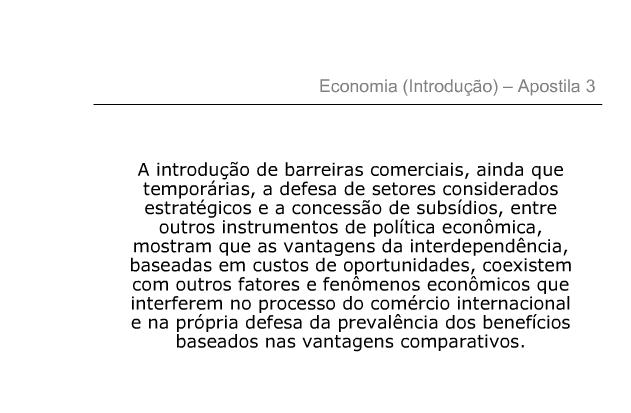 Economia (Introdução) – Apostila 3
A introdução de barreiras comerciais, ainda que
temporárias, a defesa de setores considerados
estratégicos e a concessão de subsídios, entre
outros instrumentos de política econômica,
mostram que as vantagens da interdependência,
baseadas em custos de oportunidades, coexistem
com outros fatores e fenômenos econômicos que
interferem no processo do comércio internacional
e na própria defesa da prevalência dos benefícios
baseados nas vantagens comparativos.